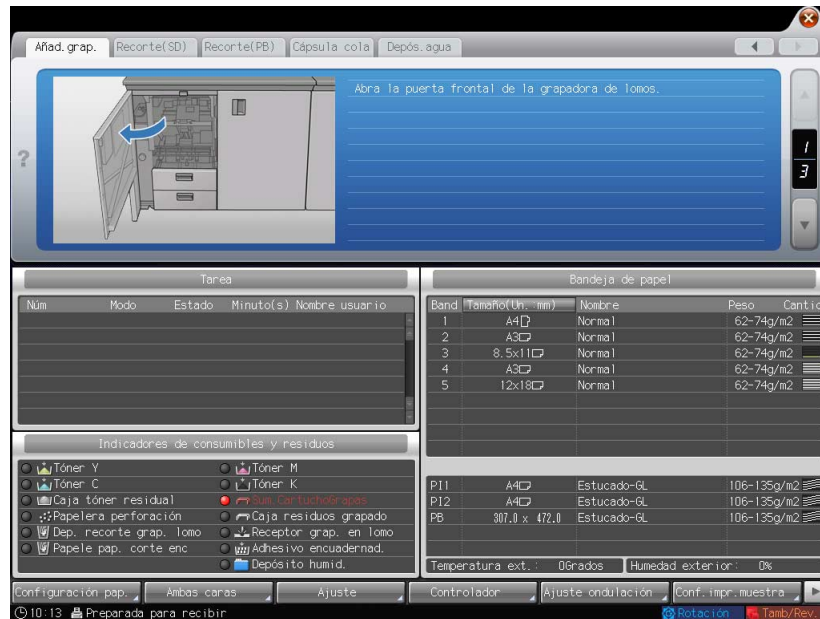 Añad.grap. Recorte(SD) Recorte(PB) Cápsula cola Depós.agua
Abra la puerta frontal de la grapadora de lomos.
?
1
3
Tarea
Núm Modo Estado Minuto(s) Nombre usuario
Bandeja de papel
Band Tamaño(Un.:mm) Nombre Peso Cantid
1 A4 Normal 62-74g/m2
2 A3 Normal 62-74g/m2
3 8.5x11 Normal 62-74g/m2
4 A3 Normal 62-74g/m2
5 12x18 Normal 62-74g/m2
PI1 A4 Estucado-GL 106-135g/m2
PI2 A4 Estucado-GL 106-135g/m2
PB 307.0 x 472.0 Estucado-GL 106-135g/m2
Temperatura ext.: 0Grados Humedad exterior: 0%
Indicadores de consumibles y residuos
Tóner Y Tóner M
Tóner C Tóner K
Caja tóner residual Sum.CartuchoGrapas
Papelera perforación Caja residuos grapado
Dep. recorte grap. lomo Receptor grap. en lomo
Papele pap. corte enc Adhesivo encuadernad.
Depósito humid.
Configuración pap. Ambas caras Ajuste Controlador Ajuste ondulación Conf.impr.muestra
10:13 Preparada para recibir Rotación Tamb/Rev.